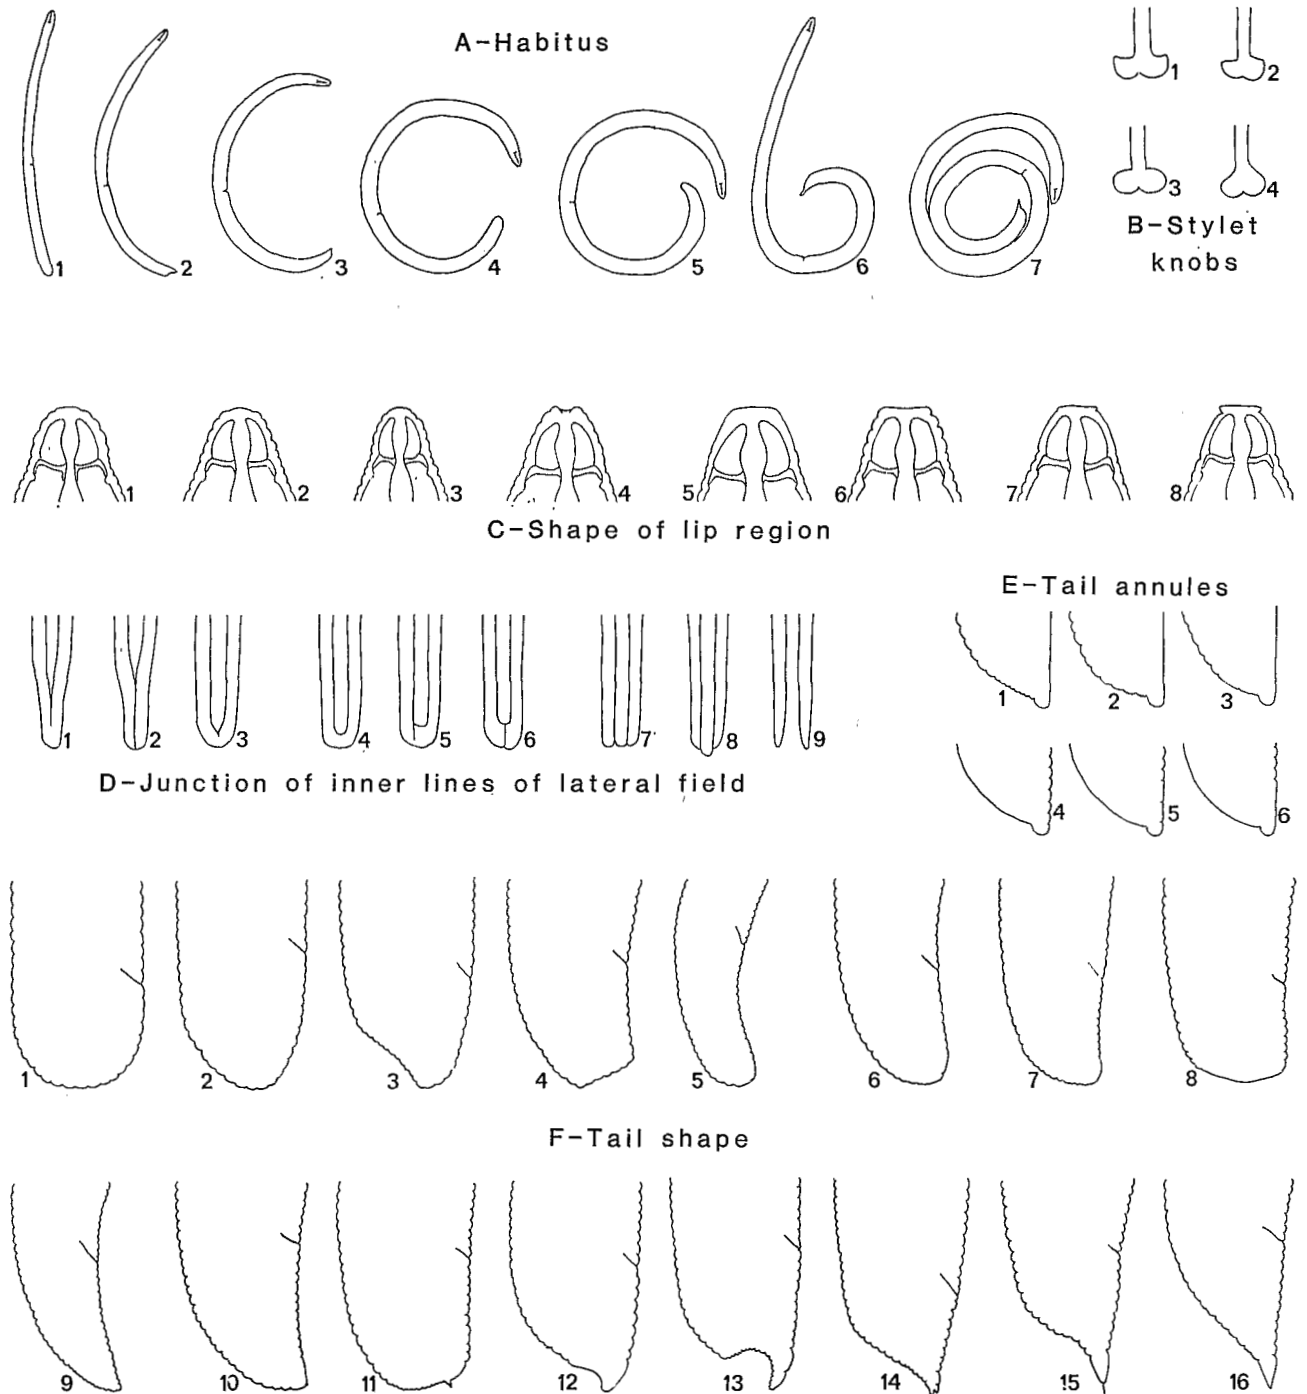 A-Habitus
1 2 3 4 5 6 7
1 2
3 4
B-Stylet
knobs
1 2 3 4 5 6 7 8
C-Shape of lip region
E-Tail annules
1 2 3
1 2 3 4 5 6 7 8 9
D-Junction of inner lines of lateral field
4 5 6
1 2 3 4 5 6 7 8
F-Tail shape
9 10 11 12 13 14 15 16